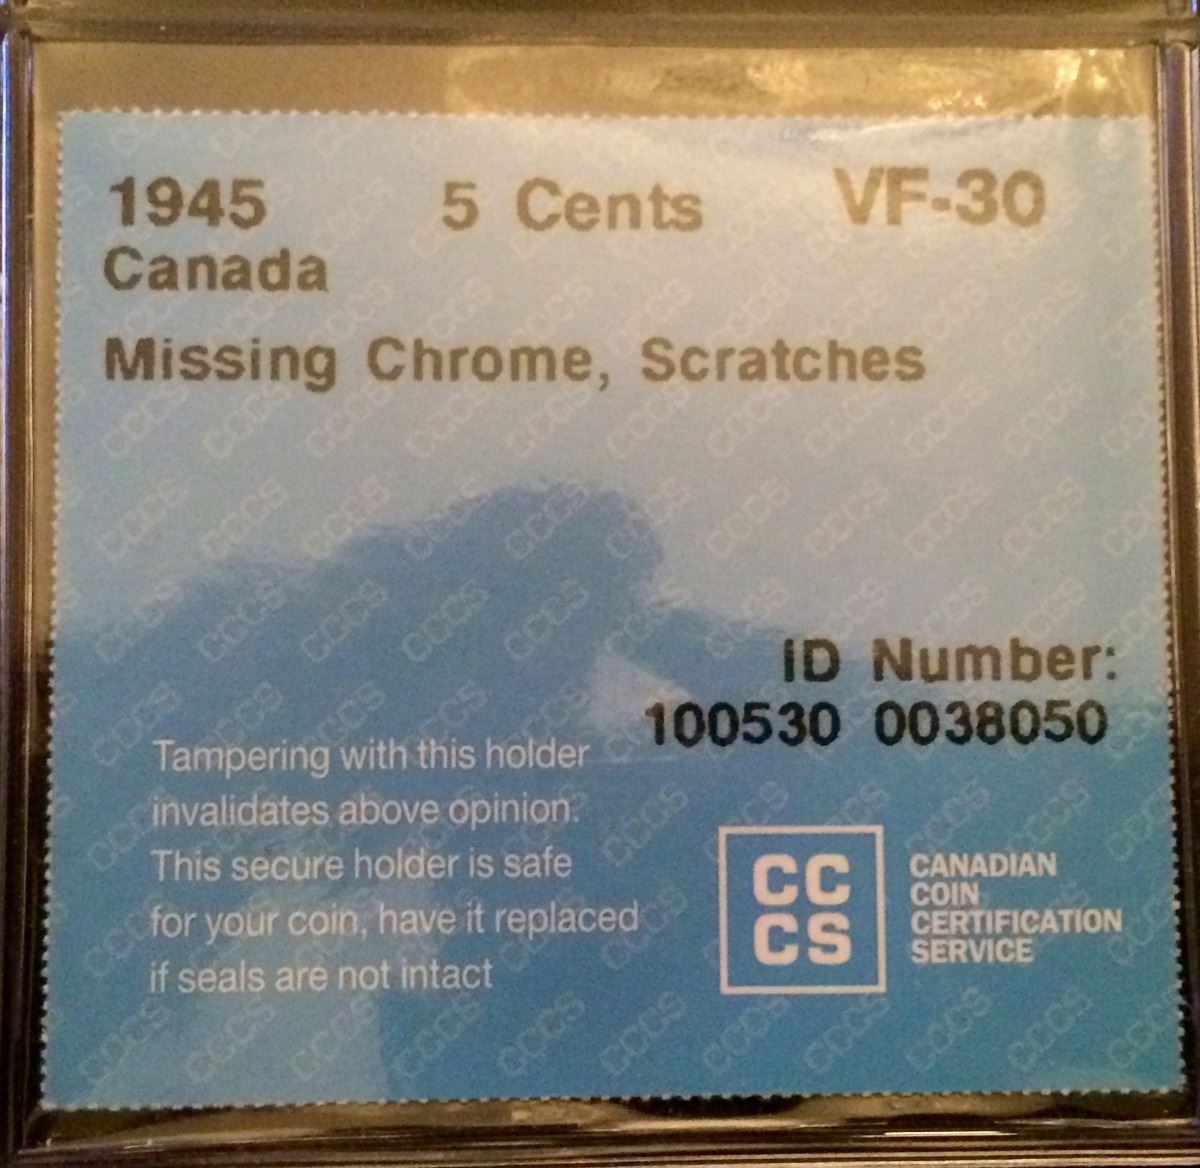 1945 5 Cents VF-30
Canada
Missing Chrome, Scratches
ID Number:
100530 0038050
Tampering with this holder
invalidates above opinion.
This secure holder is safe
for your coin, have it replaced
if seals are not intact
CC
CS
CANADIAN
COIN
CERTIFICATION
SERVICE